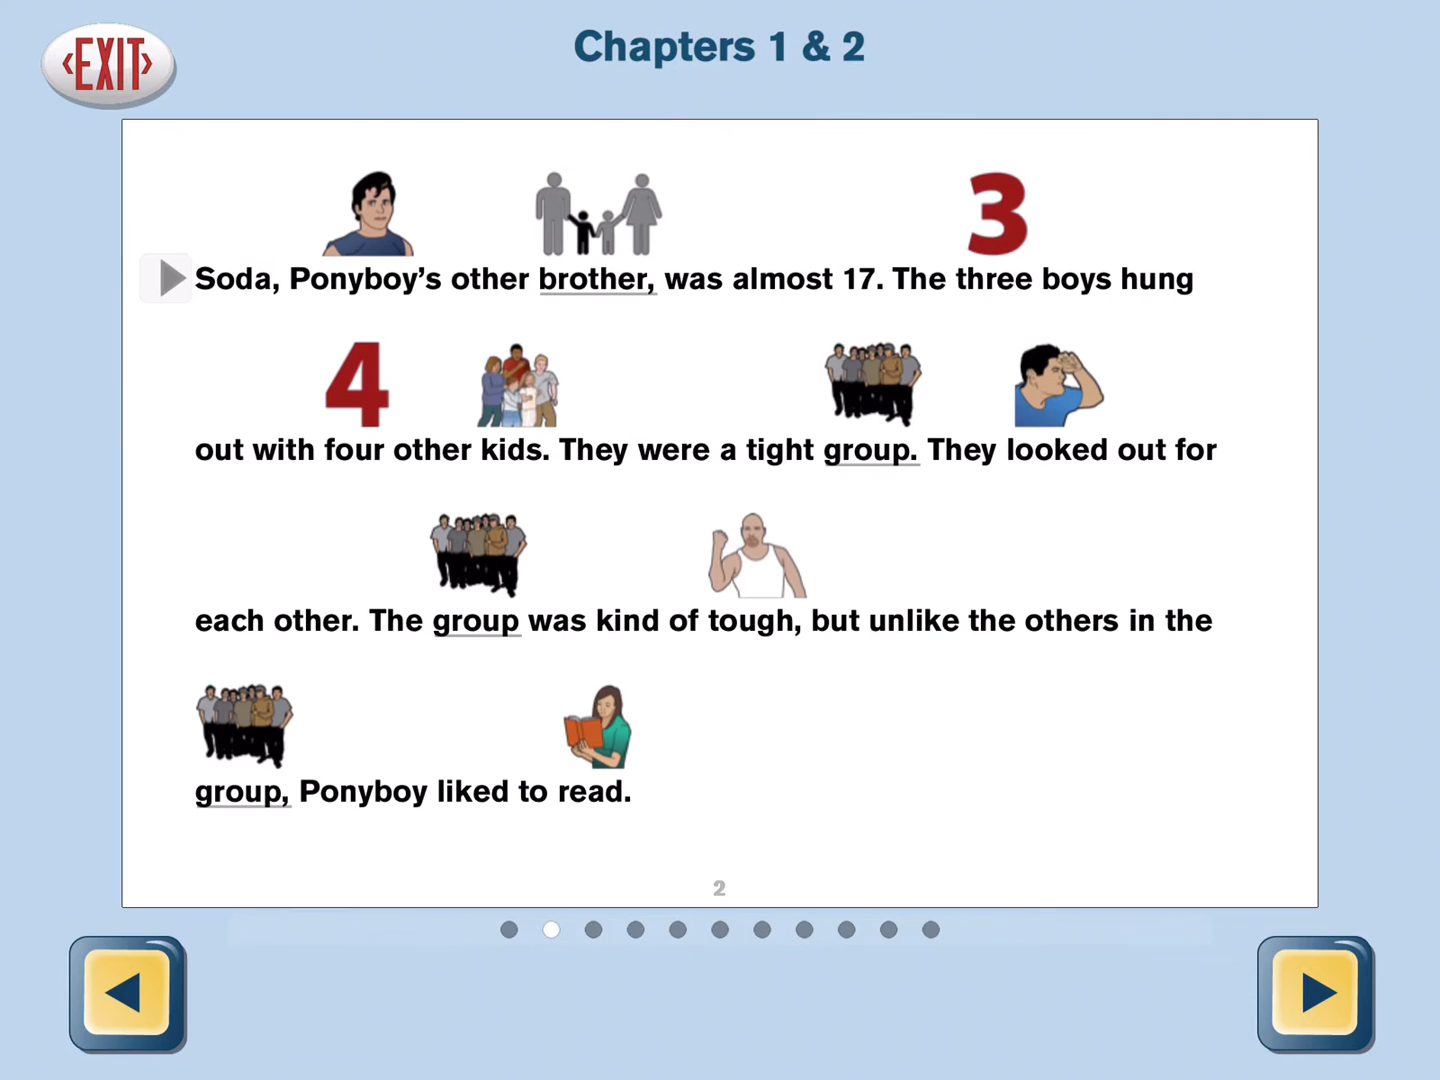 ‹EXIT›
Chapters 1 & 2
3
Soda, Ponyboy’s other brother, was almost 17. The three boys hung
4
out with four other kids. They were a tight group. They looked out for
each other. The group was kind of tough, but unlike the others in the
group, Ponyboy liked to read.
2